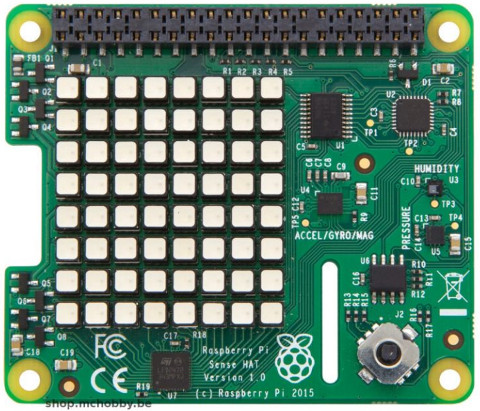 J1
FB1 Q1
C1
R1 R2 R3 R4 R5
R6
D1
C2
Q2
U2
R7
R8
Q3
C3
U1
TP1
C4
Q4
C5
TP2
HUMIDITY
C6 C7 C8
C9
C10
U3
U4
C11
TP3
C12
TP5
R9
PRESSURE
C13
TP4
ACCEL/GYRO/MAG
C14
U5
C15
U6
C16
R10
R11
R12
Q5
Q6
R13
R14
R15
R16
R17
Q7
J2
Q8
C17
R18
C18
C19
FC
CE
R19
U7
Raspberry Pi
Sense HAT
Version 1.0
(c) Raspberry Pi 2015
shop.mchobby.be